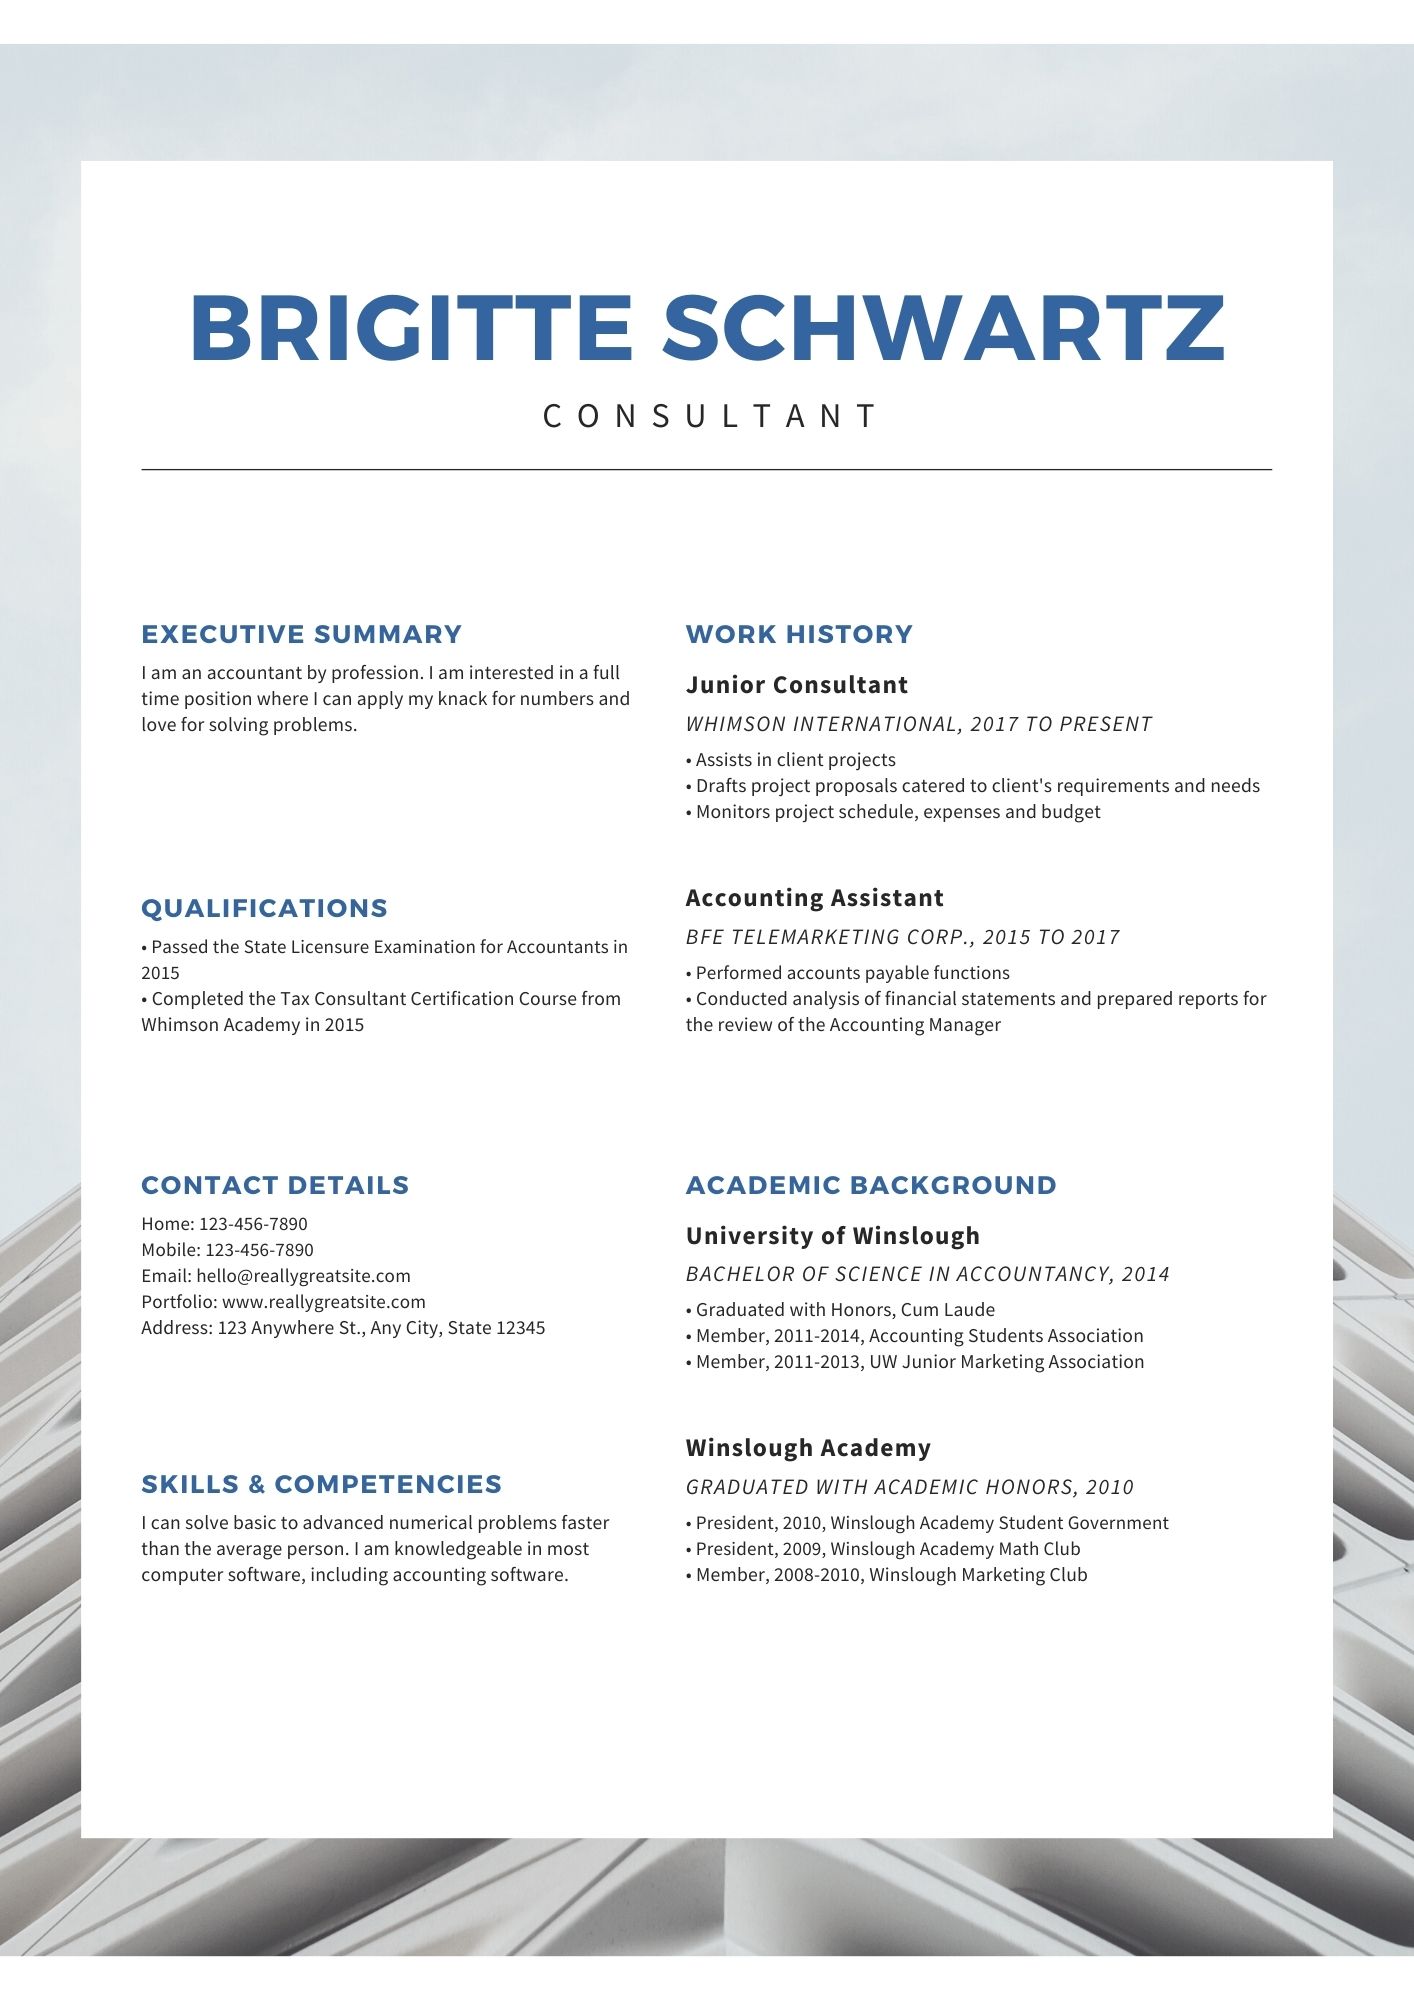 BRIGITTE SCHWARTZ
CONSULTANT
EXECUTIVE SUMMARY
I am an accountant by profession. I am interested in a full
time position where I can apply my knack for numbers and
love for solving problems.
QUALIFICATIONS
• Passed the State Licensure Examination for Accountants in
2015
• Completed the Tax Consultant Certification Course from
Whimson Academy in 2015
CONTACT DETAILS
Home: 123-456-7890
Mobile: 123-456-7890
Email: hello@reallygreatsite.com
Portfolio: www.reallygreatsite.com
Address: 123 Anywhere St., Any City, State 12345
SKILLS & COMPETENCIES
I can solve basic to advanced numerical problems faster
than the average person. I am knowledgeable in most
computer software, including accounting software.
WORK HISTORY
Junior Consultant
WHIMSON INTERNATIONAL, 2017 TO PRESENT
• Assists in client projects
• Drafts project proposals catered to client's requirements and needs
• Monitors project schedule, expenses and budget
Accounting Assistant
BFE TELEMARKETING CORP., 2015 TO 2017
• Performed accounts payable functions
• Conducted analysis of financial statements and prepared reports for
the review of the Accounting Manager
ACADEMIC BACKGROUND
University of Winslough
BACHELOR OF SCIENCE IN ACCOUNTANCY, 2014
• Graduated with Honors, Cum Laude
• Member, 2011-2014, Accounting Students Association
• Member, 2011-2013, UW Junior Marketing Association
Winslough Academy
GRADUATED WITH ACADEMIC HONORS, 2010
• President, 2010, Winslough Academy Student Government
• President, 2009, Winslough Academy Math Club
• Member, 2008-2010, Winslough Marketing Club